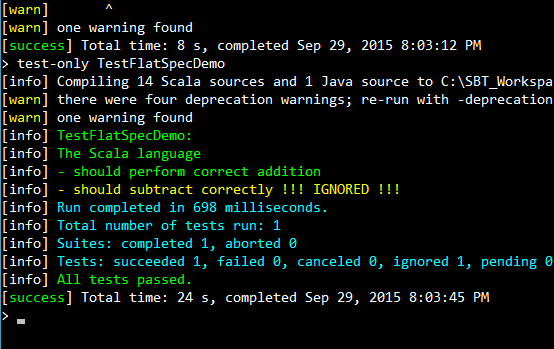 [warn]        ^
[warn] one warning found
[success] Total time: 8 s, completed Sep 29, 2015 8:03:12 PM
> test-only TestFlatSpecDemo
[info] Compiling 14 Scala sources and 1 Java source to C:\SBT_Workspa
[warn] there were four deprecation warnings; re-run with -deprecation
[warn] one warning found
[info] TestFlatSpecDemo:
[info] The Scala language
[info] - should perform correct addition
[info] - should subtract correctly !!! IGNORED !!!
[info] Run completed in 698 milliseconds.
[info] Total number of tests run: 1
[info] Suites: completed 1, aborted 0
[info] Tests: succeeded 1, failed 0, canceled 0, ignored 1, pending 0
[info] All tests passed.
[success] Total time: 24 s, completed Sep 29, 2015 8:03:45 PM
>